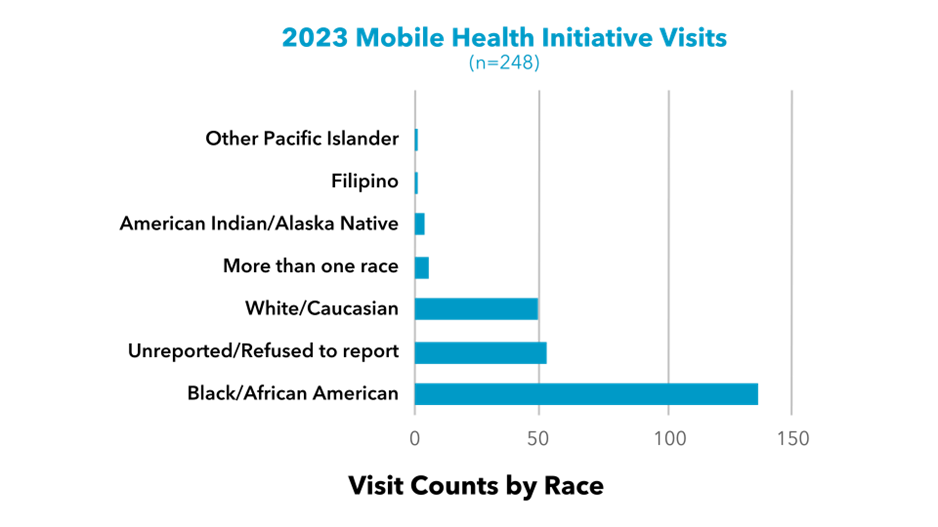 2023 Mobile Health Initiative Visits
(n=248)
Other Pacific Islander
Filipino
American Indian/Alaska Native
More than one race
White/Caucasian
Unreported/Refused to report
Black/African American
0 50 100 150
Visit Counts by Race